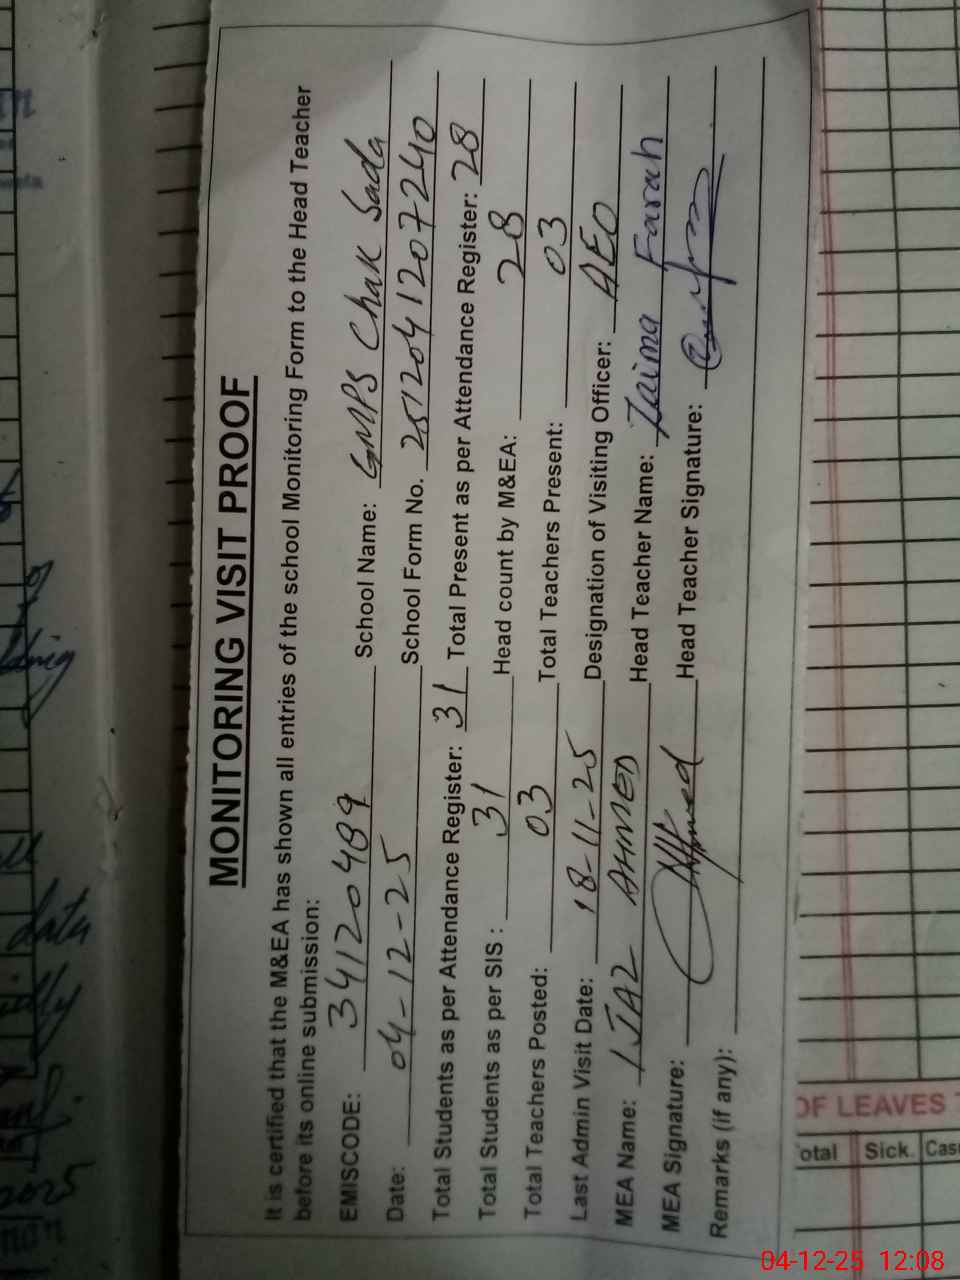 MONITORING VISIT PROOF
It is certified that the M&EA has shown all entries of the school Monitoring Form to the Head Teacher
before its online submission:
EMISCODE: 34120489 School Name: GMPS Chak Sada
Date: 04-12-25 School Form No. 2512041207240
Total Students as per Attendance Register: 31 Total Present as per Attendance Register: 28
Total Students as per SIS : 31 Head count by M&EA: 28
Total Teachers Posted: 03 Total Teachers Present: 03
Last Admin Visit Date: 18-11-25 Designation of Visiting Officer: AEO
MEA Name: IJAZ AHMED Head Teacher Name: Zaima Farah
MEA Signature: Head Teacher Signature:
Remarks (if any):
OF LEAVES
Total Sick. Cas
data
04-12-25 12:08